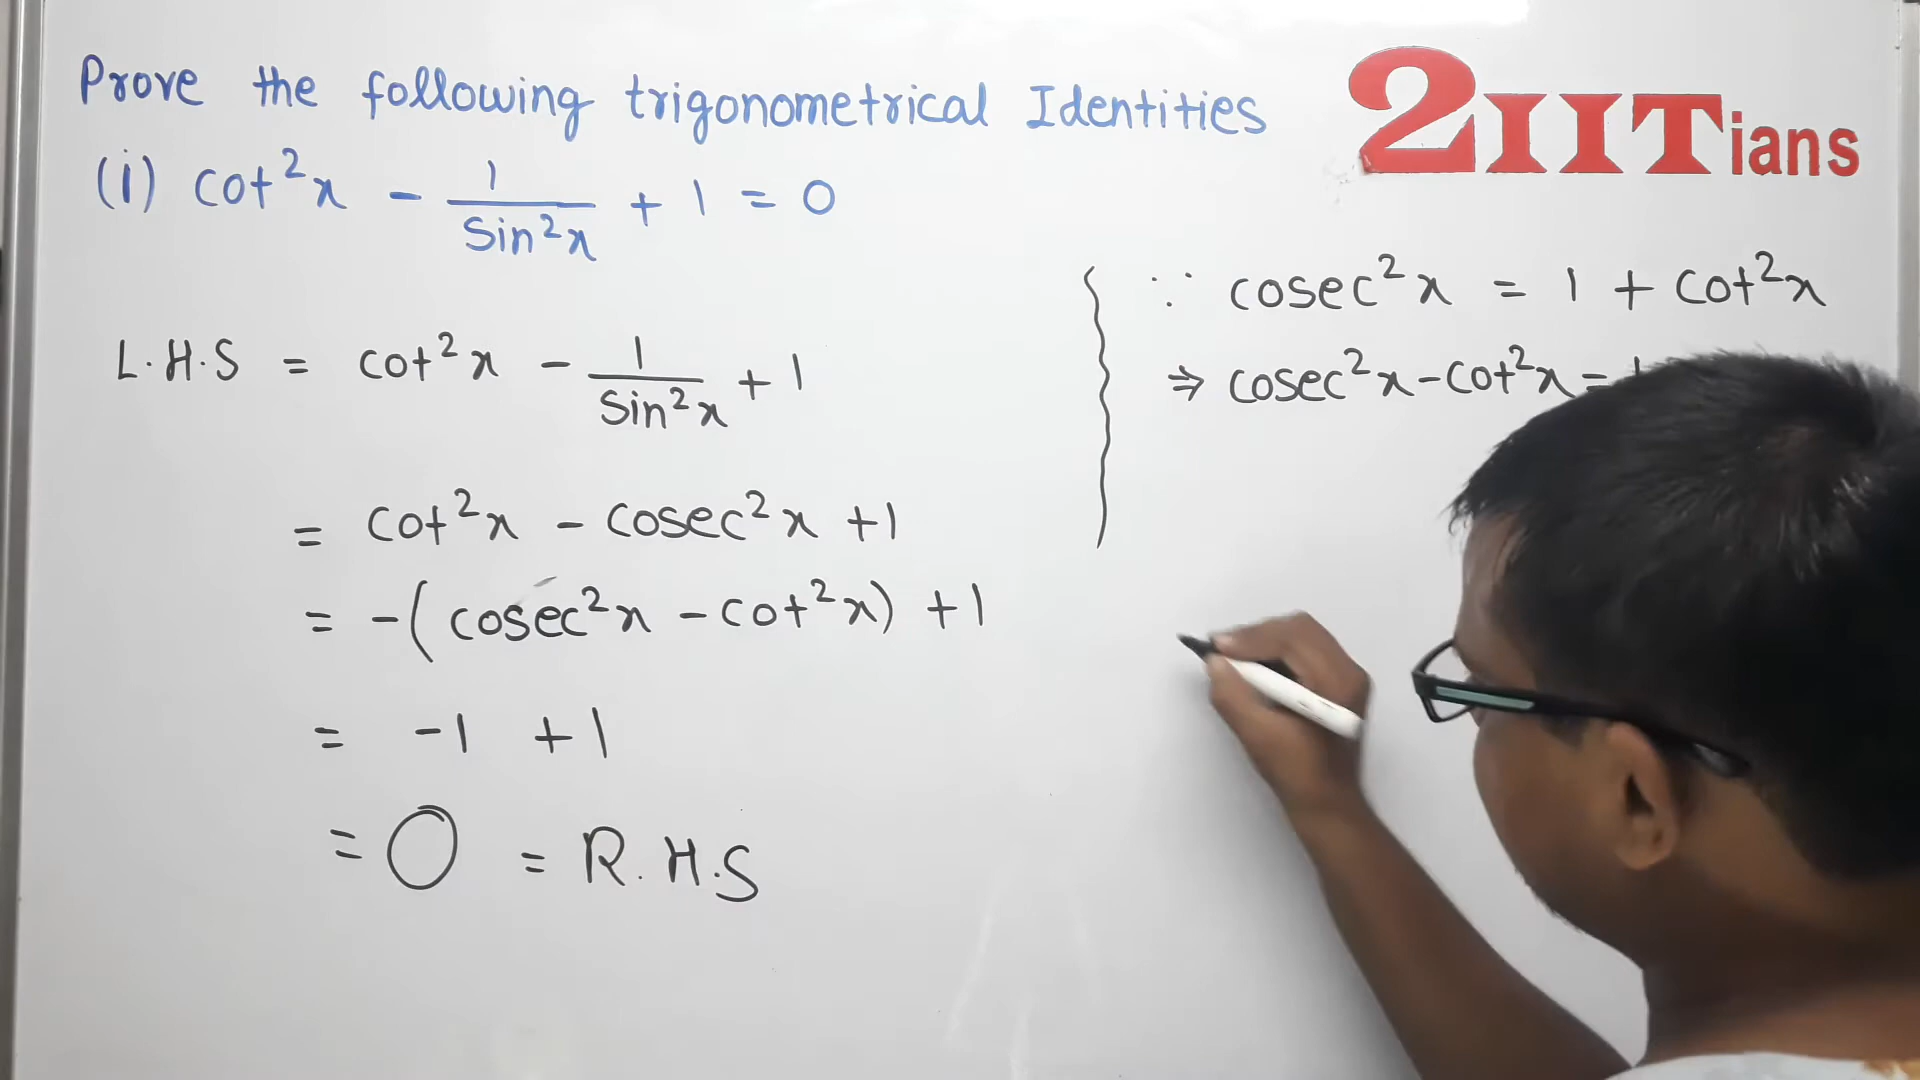 Prove the following trigonometrical Identities
2IITians
(i) cot²x - 1/Sin²x + 1 = 0
∵ cosec²x = 1 + cot²x
⇒ cosec²x - cot²x =
L.H.S = cot²x - 1/Sin²x + 1
= cot²x - cosec²x + 1
= -(cosec²x - cot²x) + 1
= -1 + 1
= 0 = R.H.S